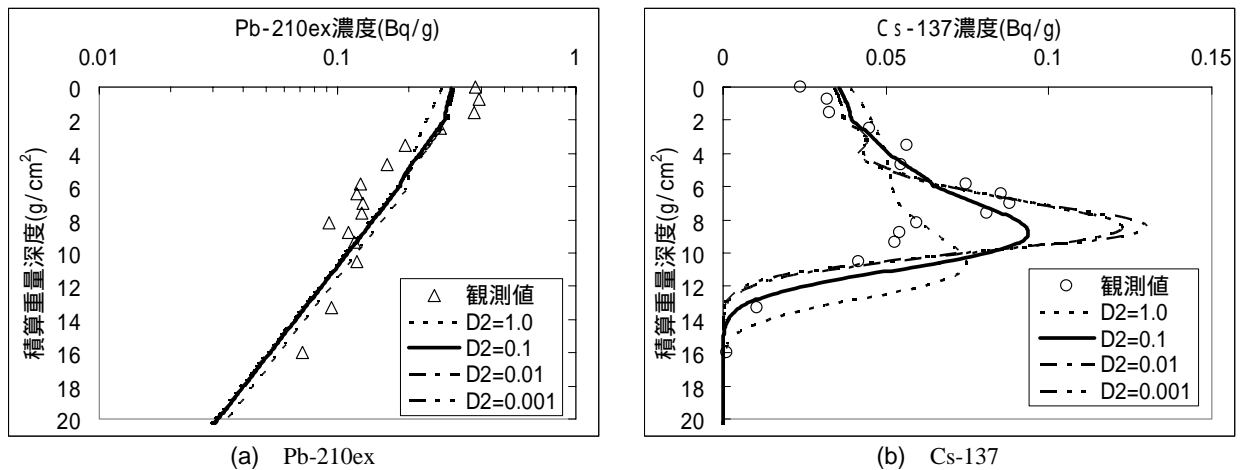 Pb-210ex濃度(Bq/g)
0.01 0.1 1
0
2
4
6
8
10
12
14
16
18
20
積算重量深度(g/cm²)
観測値
D2=1.0
D2=0.1
D2=0.01
D2=0.001
(a) Pb-210ex
Cs-137濃度(Bq/g)
0 0.05 0.1 0.15
0
2
4
6
8
10
12
14
16
18
20
積算重量深度(g/cm²)
観測値
D2=1.0
D2=0.1
D2=0.01
D2=0.001
(b) Cs-137